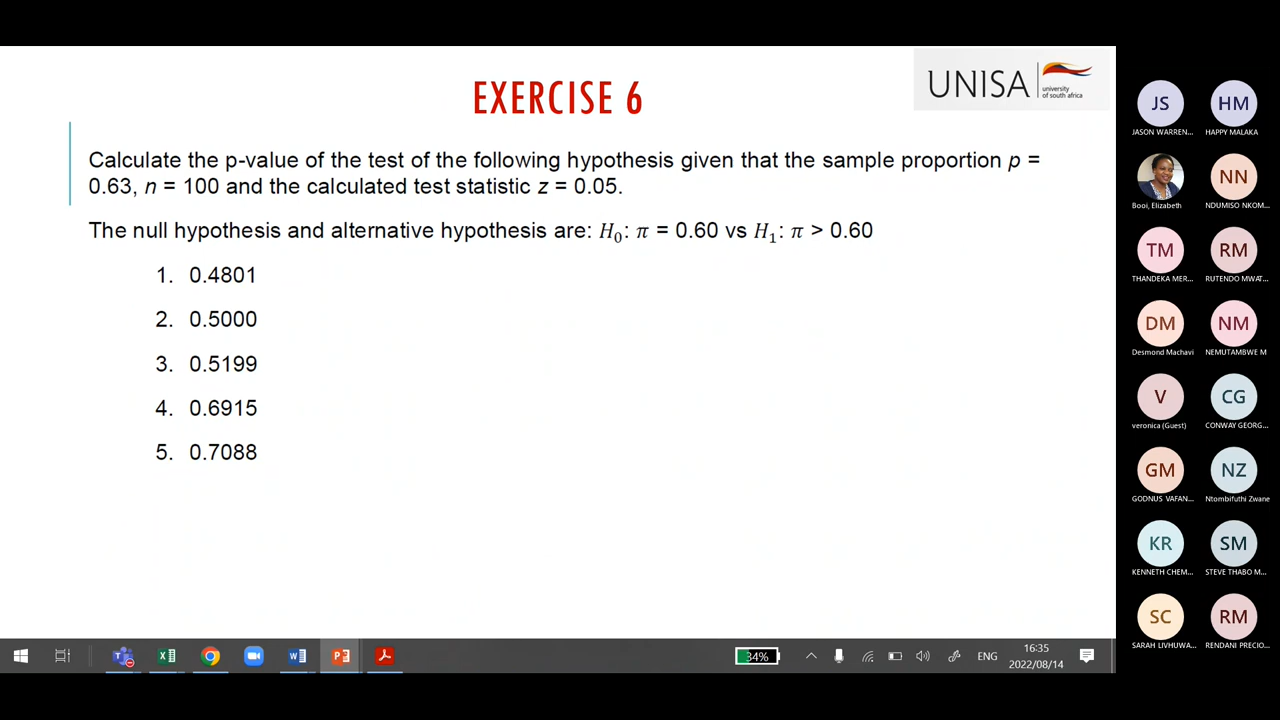 EXERCISE 6
UNISA
university
of south africa
Calculate the p-value of the test of the following hypothesis given that the sample proportion p =
0.63, n = 100 and the calculated test statistic z = 0.05.
The null hypothesis and alternative hypothesis are: H₀: π = 0.60 vs H₁: π > 0.60
1. 0.4801
2. 0.5000
3. 0.5199
4. 0.6915
5. 0.7088
JS
HM
JASON WARREN...
HAPPY MALAKA
NN
Booi, Elizabeth
NDUMISO NKOM...
TM
RM
THANDEKA MER...
RUTENDO MWAT...
DM
NM
Desmond Machavi
NEMUTAMBWE M
V
CG
veronica (Guest)
CONWAY GEORG...
GM
NZ
GODNUS VAFAN...
Ntombifuthi Zwane
KR
SM
KENNETH CHEM...
STEVE THABO M...
SC
RM
SARAH LIVHUWA...
RENDANI PRECIO...
34%
ENG
16:35
2022/08/14